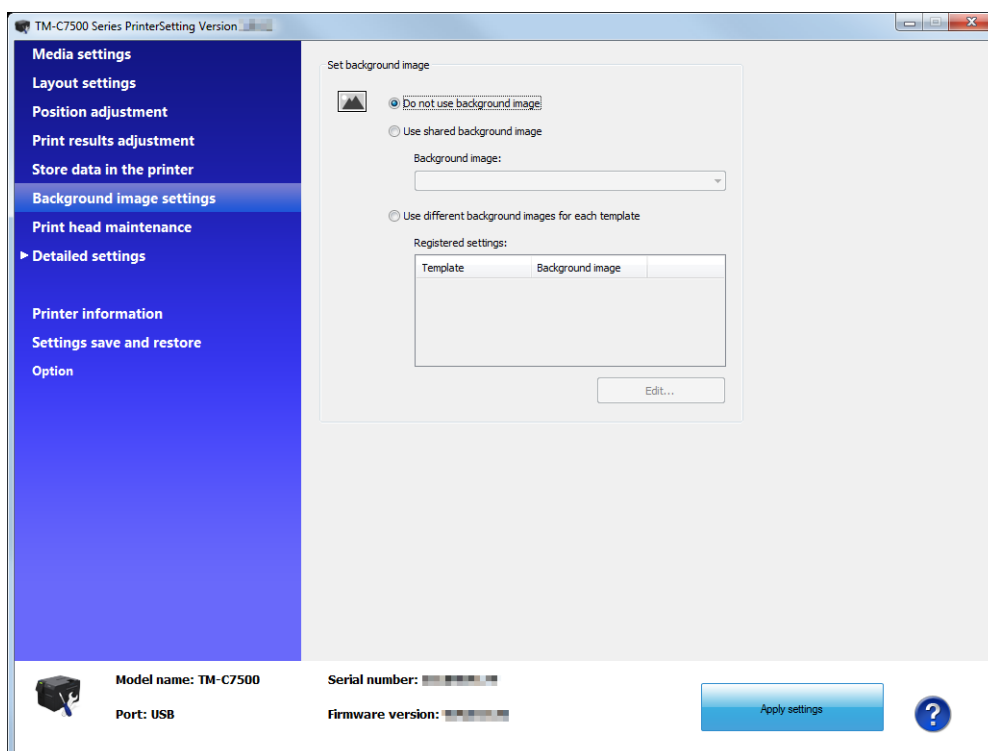 TM-C7500 Series PrinterSetting Version
Media settings
Layout settings
Position adjustment
Print results adjustment
Store data in the printer
Background image settings
Print head maintenance
Detailed settings
Printer information
Settings save and restore
Option
Set background image
Do not use background image
Use shared background image
Background image:
Use different background images for each template
Registered settings:
Template Background image
Edit...
Model name: TM-C7500 Serial number:
Port: USB Firmware version:
Apply settings
?